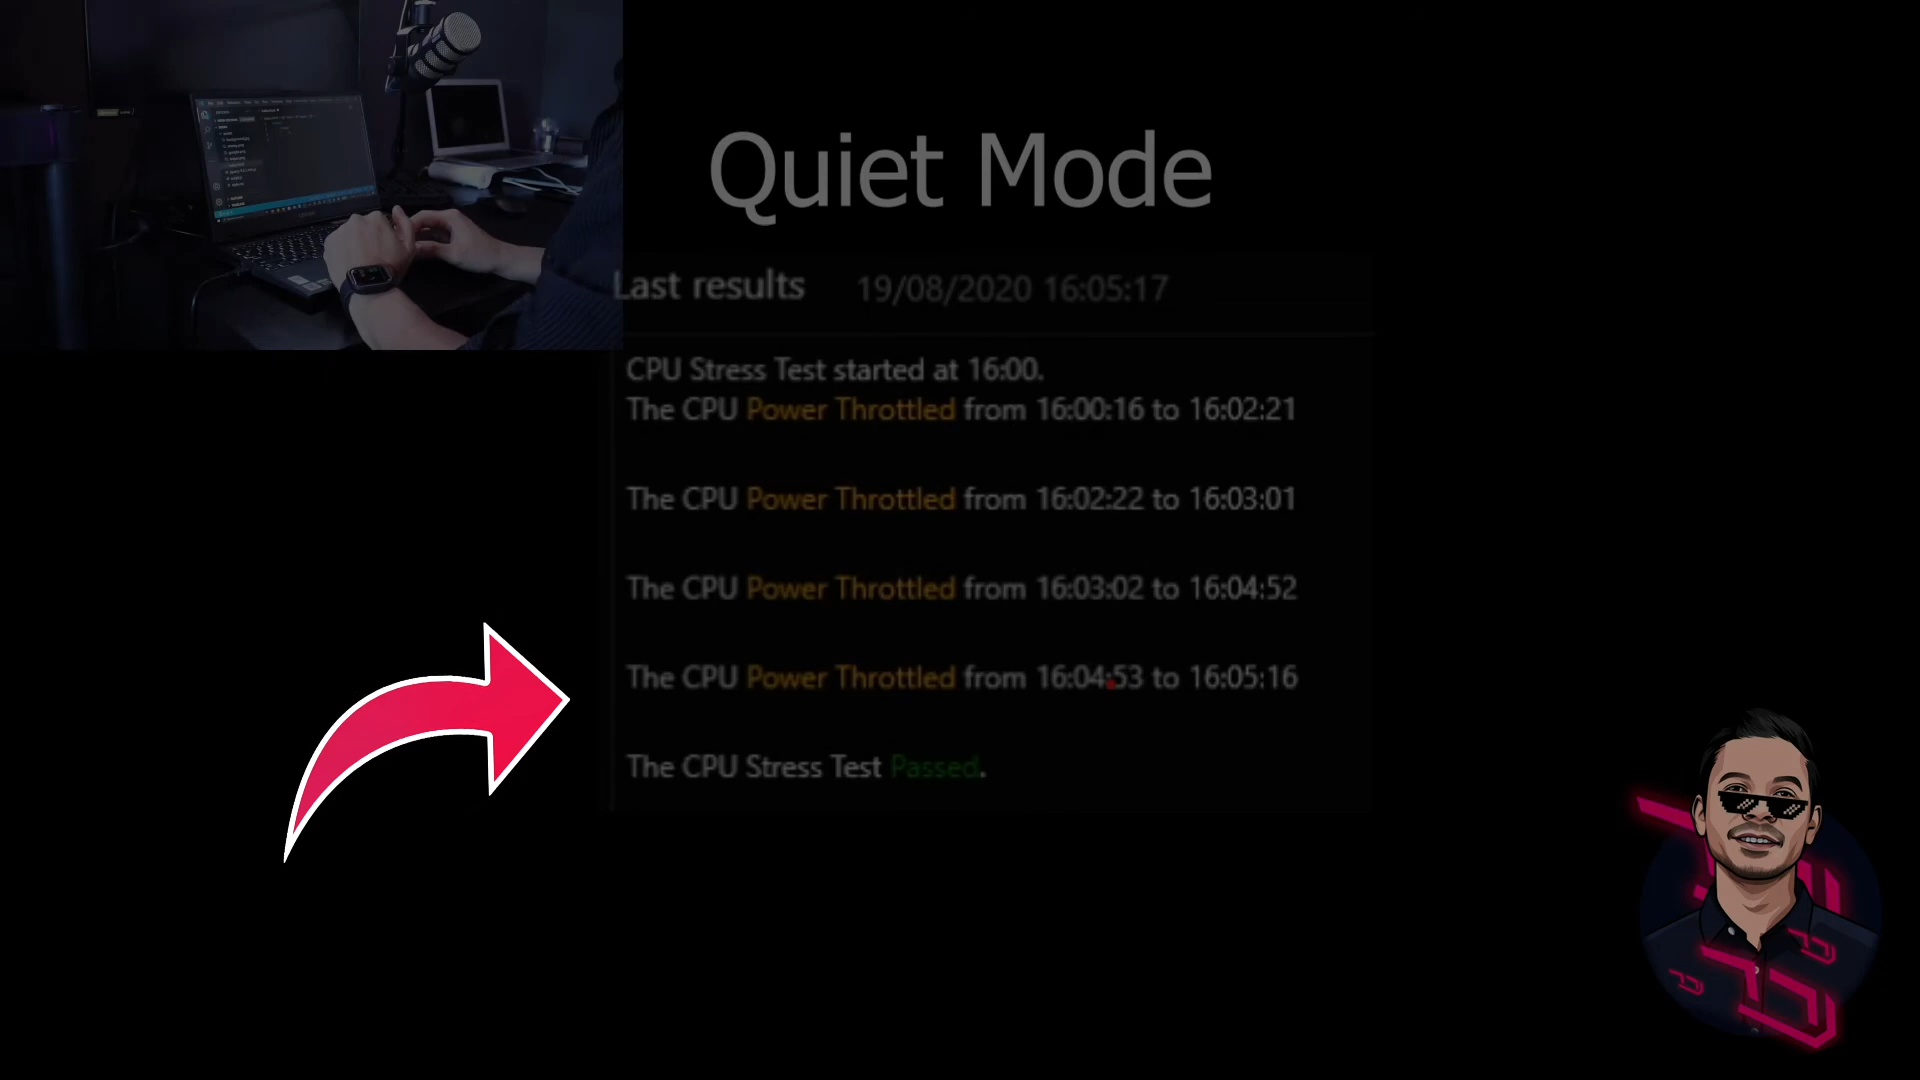 Quiet Mode
Last results 19/08/2020 16:05:17
CPU Stress Test started at 16:00.
The CPU Power Throttled from 16:00:16 to 16:02:21
The CPU Power Throttled from 16:02:22 to 16:03:01
The CPU Power Throttled from 16:03:02 to 16:04:52
The CPU Power Throttled from 16:04:53 to 16:05:16
The CPU Stress Test Passed.